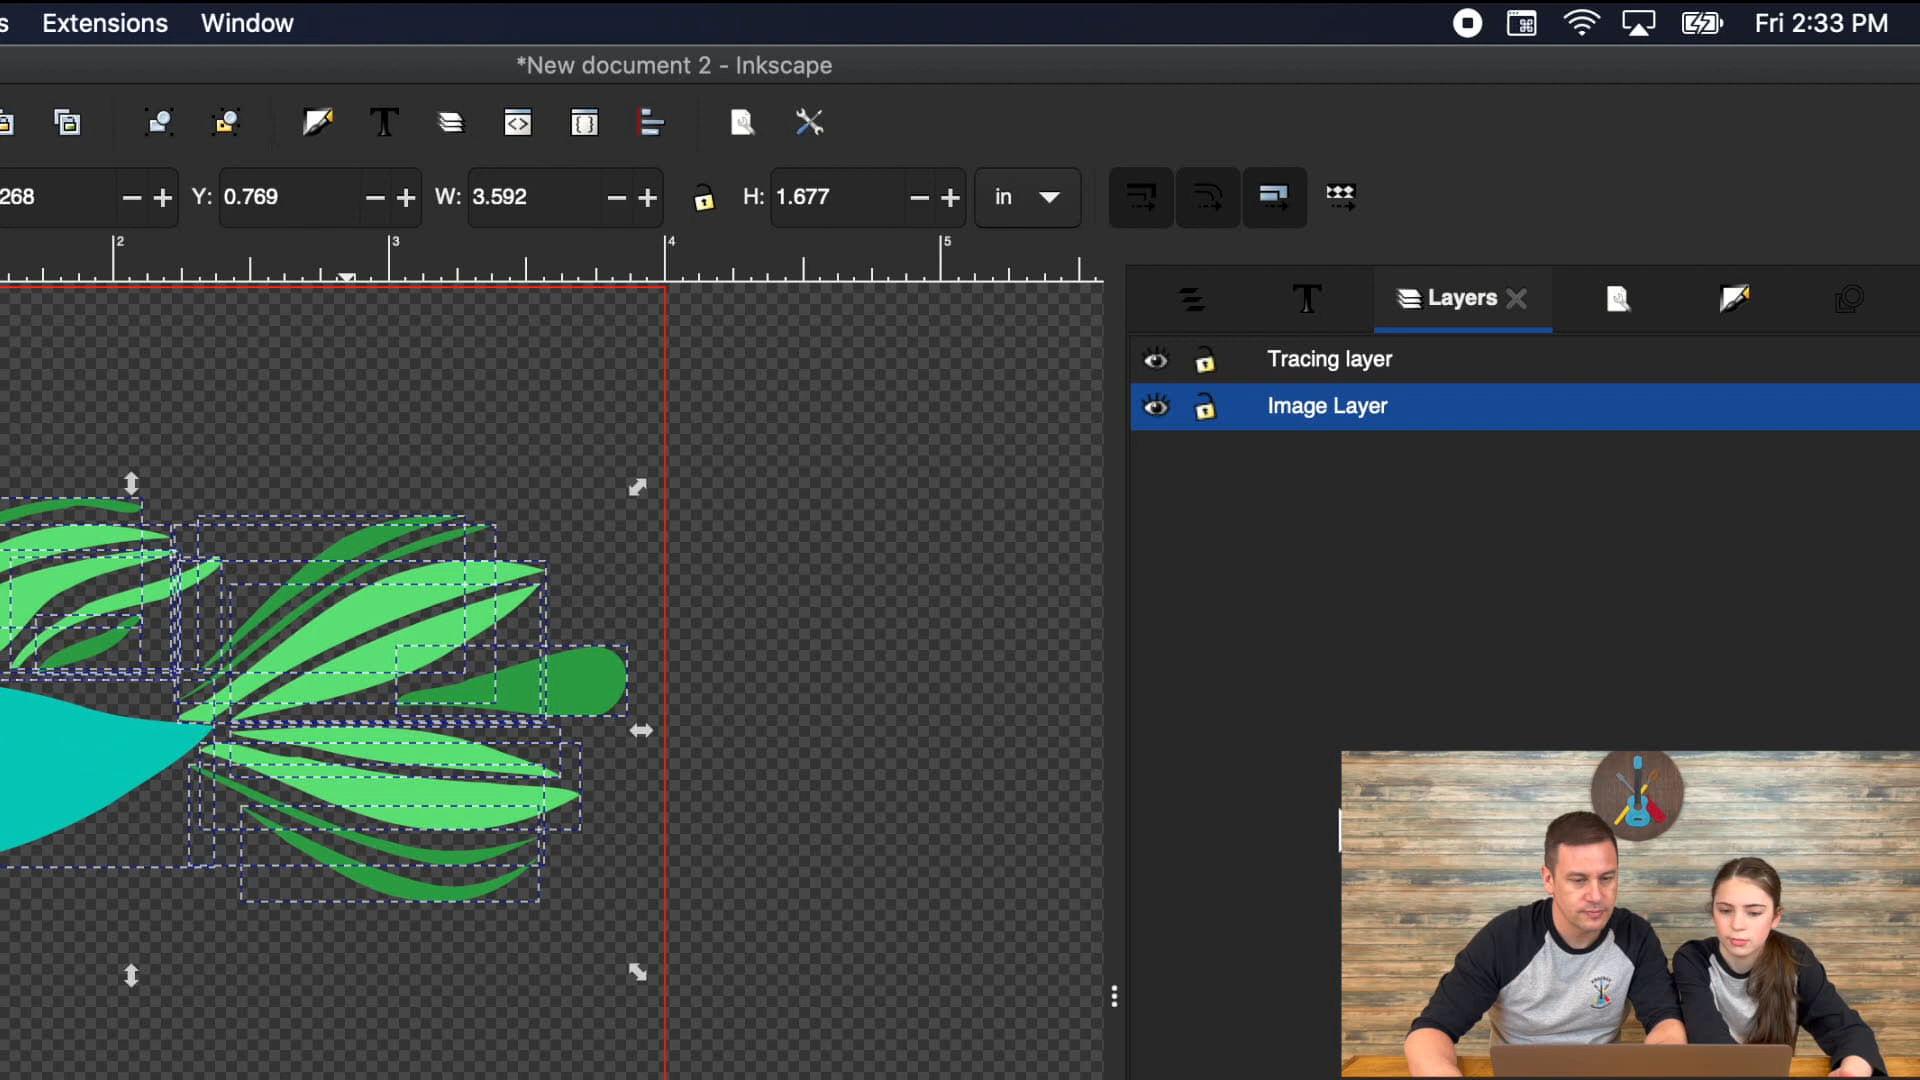 s Extensions Window Fri 2:33 PM
*New document 2 - Inkscape
268 Y: 0.769 W: 3.592 H: 1.677 in
2 3 4 5
Layers
Tracing layer
Image Layer